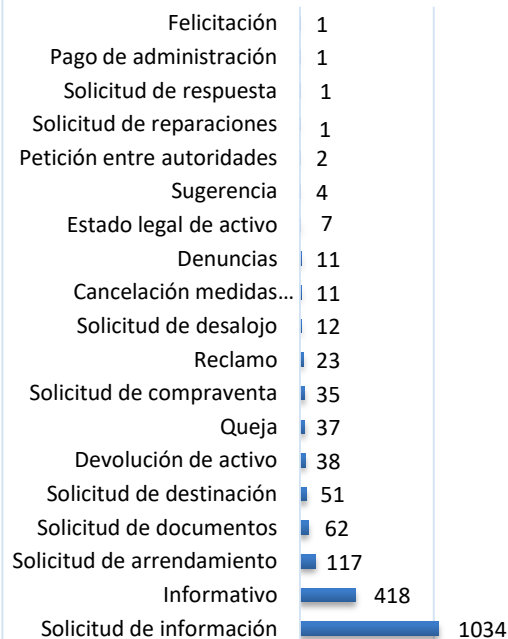 Felicitación 1
Pago de administración 1
Solicitud de respuesta 1
Solicitud de reparaciones 1
Petición entre autoridades 2
Sugerencia 4
Estado legal de activo 7
Denuncias 11
Cancelación medidas... 11
Solicitud de desalojo 12
Reclamo 23
Solicitud de compraventa 35
Queja 37
Devolución de activo 38
Solicitud de destinación 51
Solicitud de documentos 62
Solicitud de arrendamiento 117
Informativo 418
Solicitud de información 1034